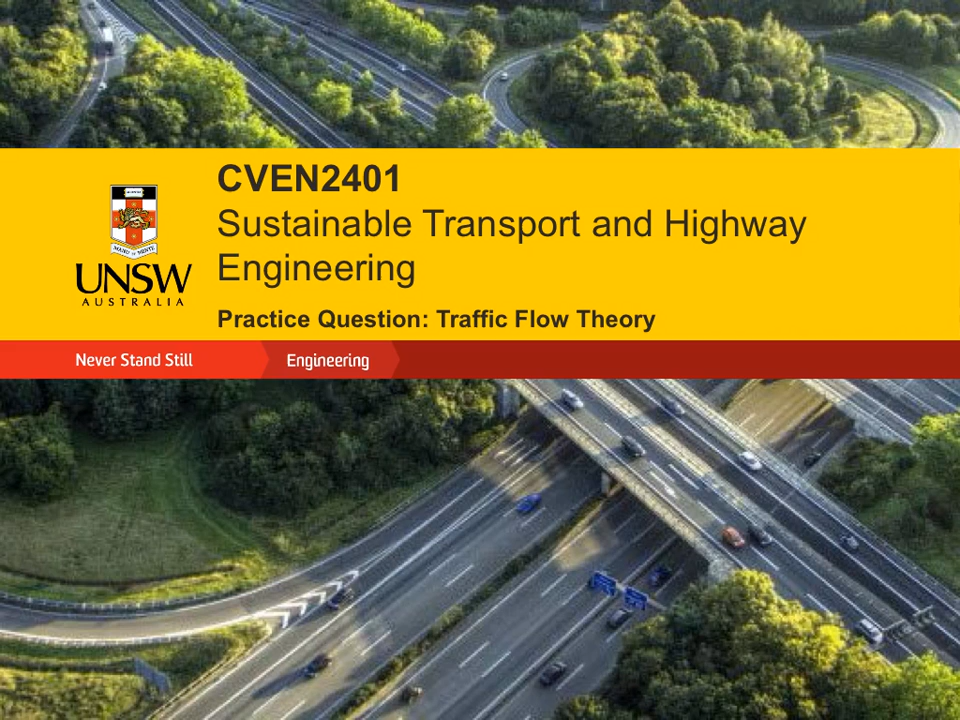 CVEN2401
Sustainable Transport and Highway
Engineering
UNSW
AUSTRALIA
Practice Question: Traffic Flow Theory
Never Stand Still
Engineering